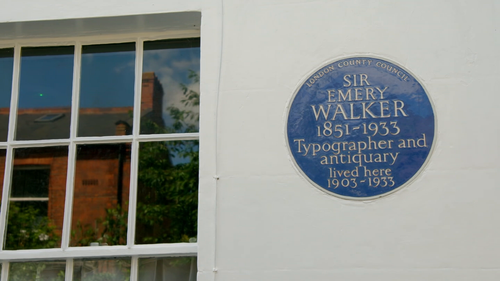 LONDON COUNTY COUNCIL
SIR
EMERY
WALKER
1851-1933
Typographer and
antiquary
lived here
1903-1933